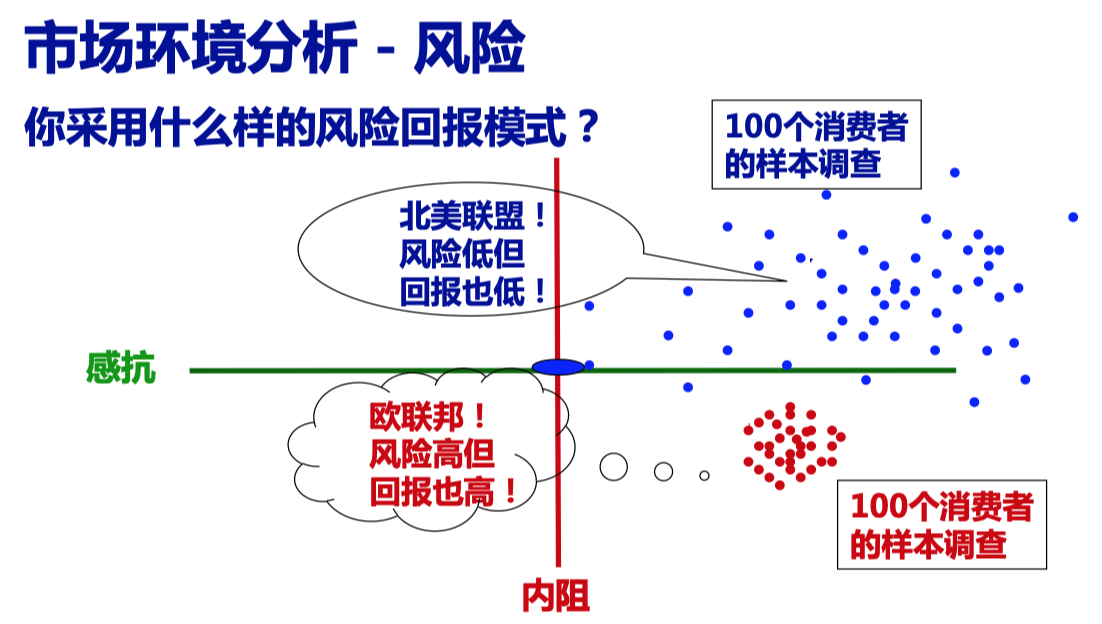 市场环境分析 - 风险
你采用什么样的风险回报模式？
100个消费者
的样本调查
北美联盟！
风险低但
回报也低！
感抗
欧联邦！
风险高但
回报也高！
100个消费者
的样本调查
内阻